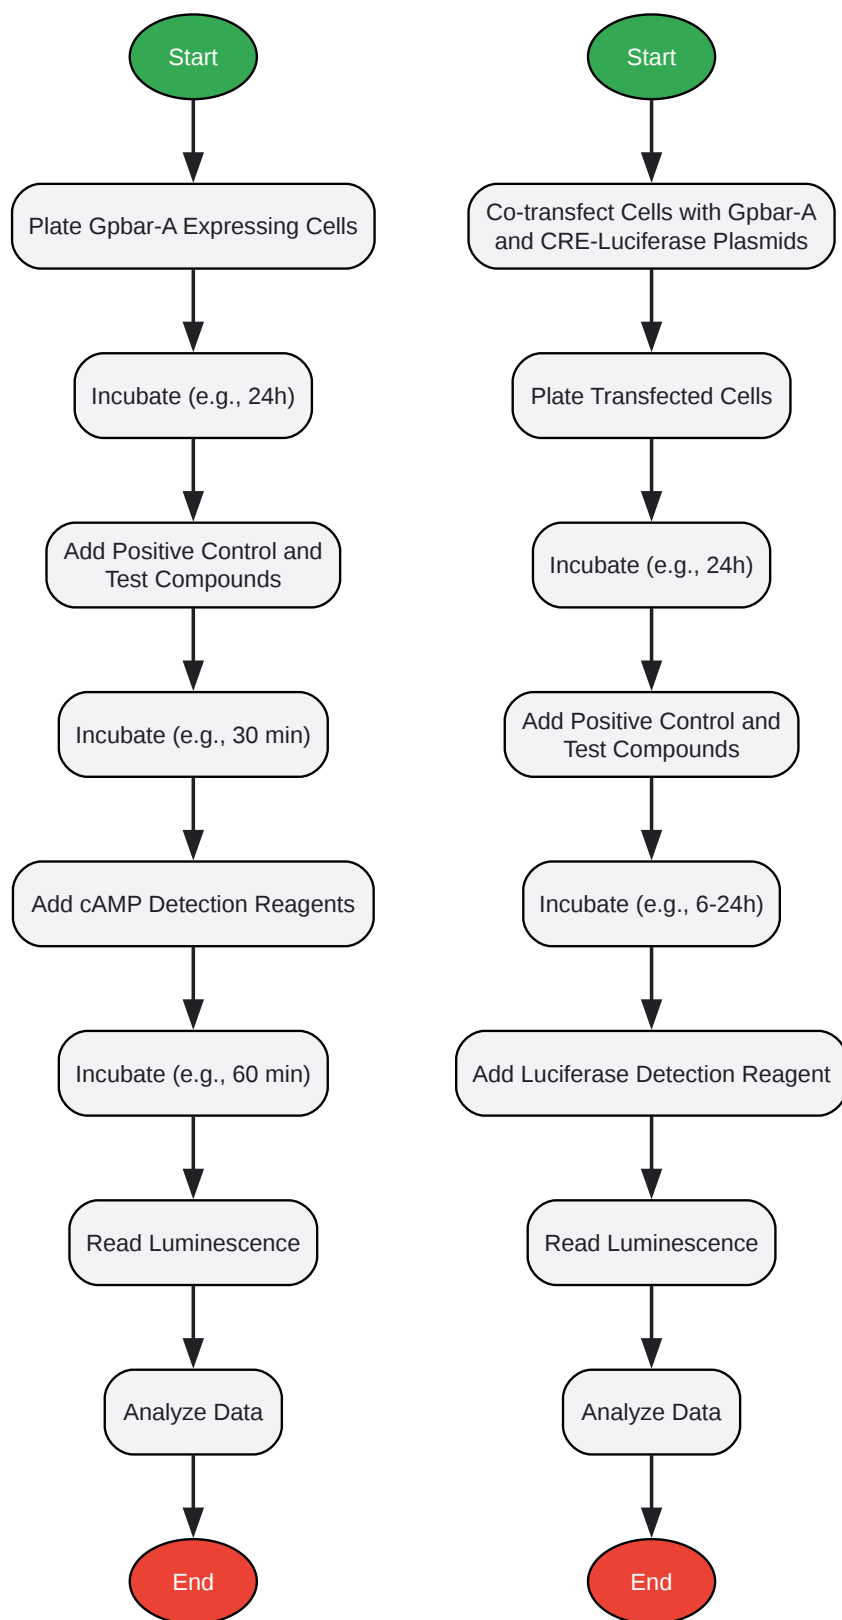 Start
Plate Gpbar-A Expressing Cells
Incubate (e.g., 24h)
Add Positive Control and
Test Compounds
Incubate (e.g., 30 min)
Add cAMP Detection Reagents
Incubate (e.g., 60 min)
Read Luminescence
Analyze Data
End
Start
Co-transfect Cells with Gpbar-A
and CRE-Luciferase Plasmids
Plate Transfected Cells
Incubate (e.g., 24h)
Add Positive Control and
Test Compounds
Incubate (e.g., 6-24h)
Add Luciferase Detection Reagent
Read Luminescence
Analyze Data
End